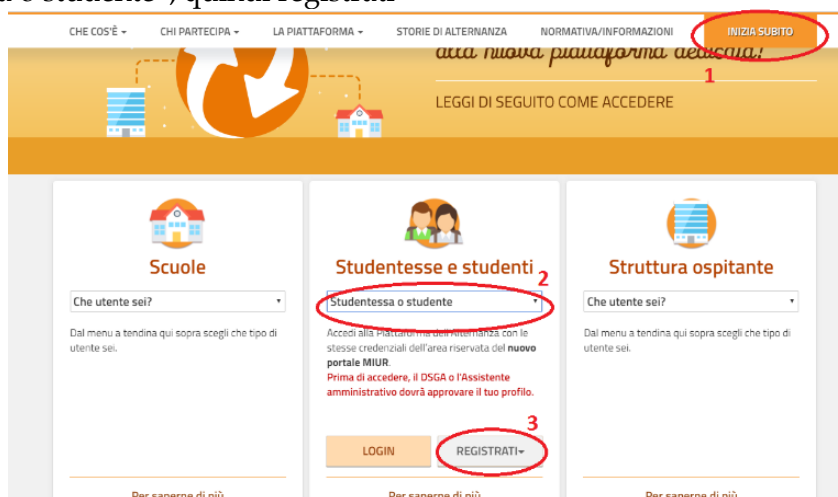 o studente", quindi registrati
CHE COS'È CHI PARTECIPA LA PIATTAFORMA STORIE DI ALTERNANZA NORMATIVA/INFORMAZIONI INIZIA SUBITO
1
alla nuova piattaforma dedicata!
LEGGI DI SEGUITO COME ACCEDERE
Scuole
Che utente sei?
Dal menu a tendina qui sopra scegli che tipo di
utente sei.
Per saperne di più
Studentesse e studenti
2
Studentessa o studente
Accedi alla Piattaforma dell'Alternanza con le
stesse credenziali dell'area riservata del nuovo
portale MIUR.
Prima di accedere, il DSGA o l'Assistente
amministrativo dovrà approvare il tuo profilo.
3
LOGIN REGISTRATI
Per saperne di più
Struttura ospitante
Che utente sei?
Dal menu a tendina qui sopra scegli che tipo di
utente sei.
Per saperne di più